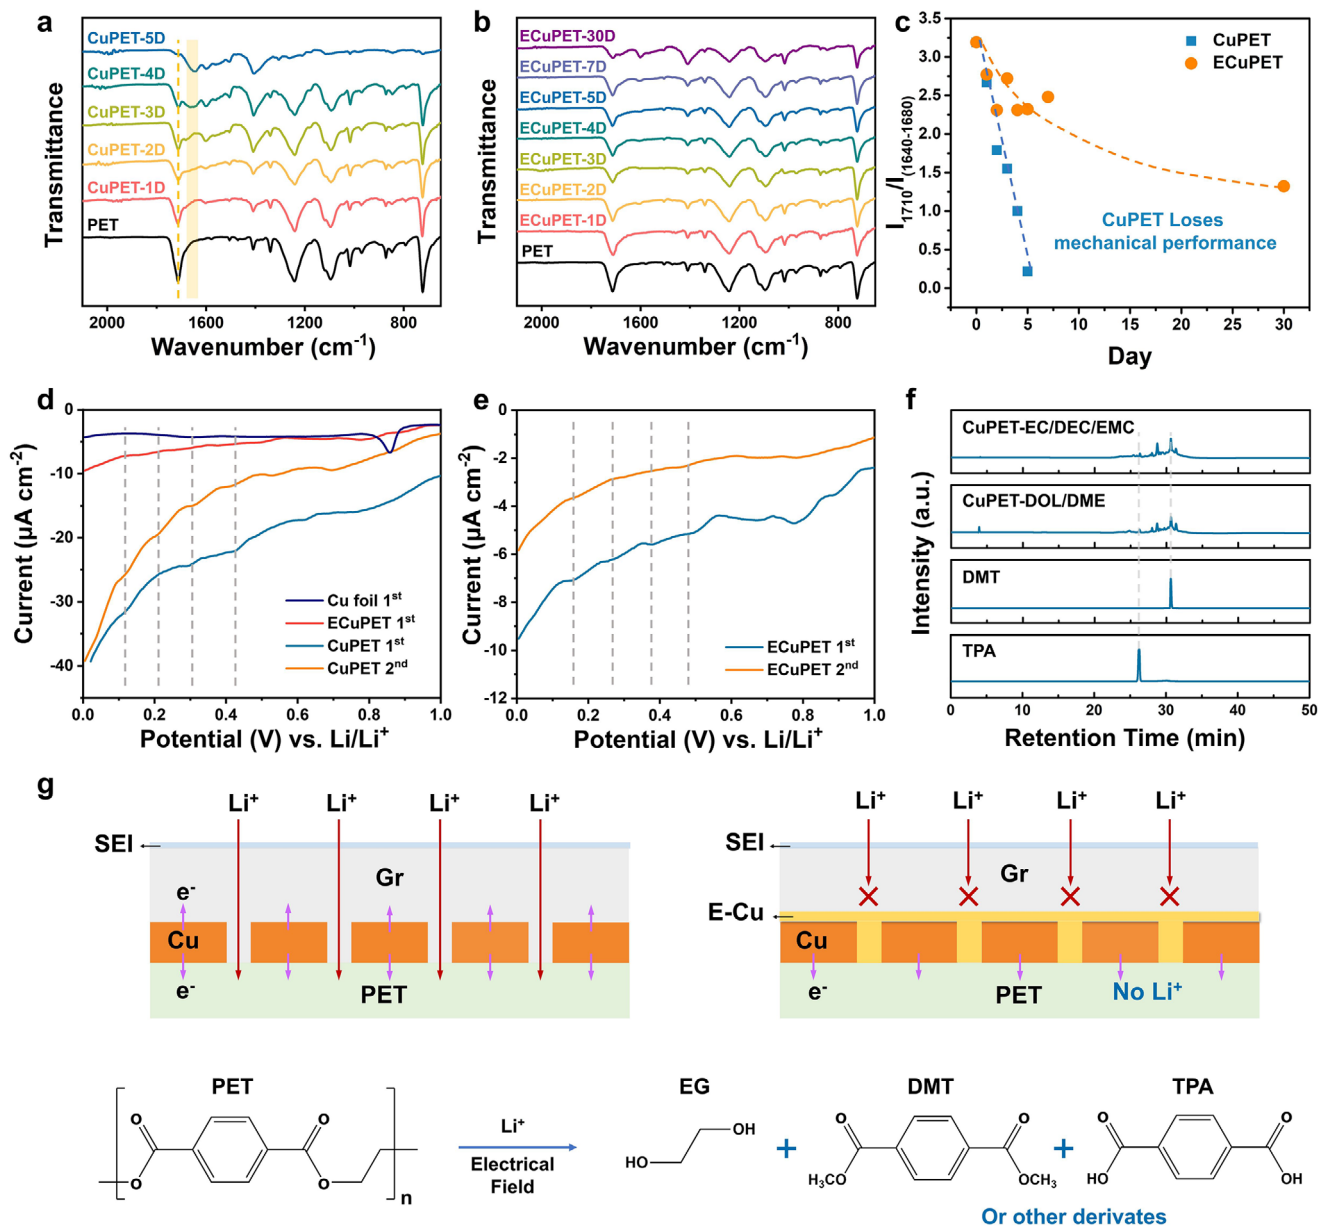 a
CuPET-5D
CuPET-4D
CuPET-3D
CuPET-2D
CuPET-1D
PET
Transmittance
2000 1600 1200 800
Wavenumber (cm⁻¹)
b
ECuPET-30D
ECuPET-7D
ECuPET-5D
ECuPET-4D
ECuPET-3D
ECuPET-2D
ECuPET-1D
PET
Transmittance
2000 1600 1200 800
Wavenumber (cm⁻¹)
c
CuPET
ECuPET
3.5
3.0
2.5
2.0
1.5
1.0
0.5
0.0
I1710/I(1640-1680)
CuPET Loses
mechanical performance
0 5 10 15 20 25 30
Day
d
0
-10
-20
-30
-40
Current (µA cm⁻²)
Cu foil 1st
ECuPET 1st
CuPET 1st
CuPET 2nd
0.0 0.2 0.4 0.6 0.8 1.0
Potential (V) vs. Li/Li⁺
e
0
-2
-4
-6
-8
-10
-12
Current (µA cm⁻²)
ECuPET 1st
ECuPET 2nd
0.0 0.2 0.4 0.6 0.8 1.0
Potential (V) vs. Li/Li⁺
f
CuPET-EC/DEC/EMC
CuPET-DOL/DME
DMT
TPA
Intensity (a.u.)
0 10 20 30 40 50
Retention Time (min)
g
Li⁺ Li⁺ Li⁺ Li⁺
SEI
Gr
e⁻
Cu
e⁻
PET
Li⁺ Li⁺ Li⁺ Li⁺
SEI
Gr
E-Cu
Cu
e⁻
PET
No Li⁺
PET
O O
O O
n
Li⁺
Electrical
Field
EG
OH
HO
+
DMT
O O
H₃CO OCH₃
+
TPA
O O
HO OH
Or other derivates